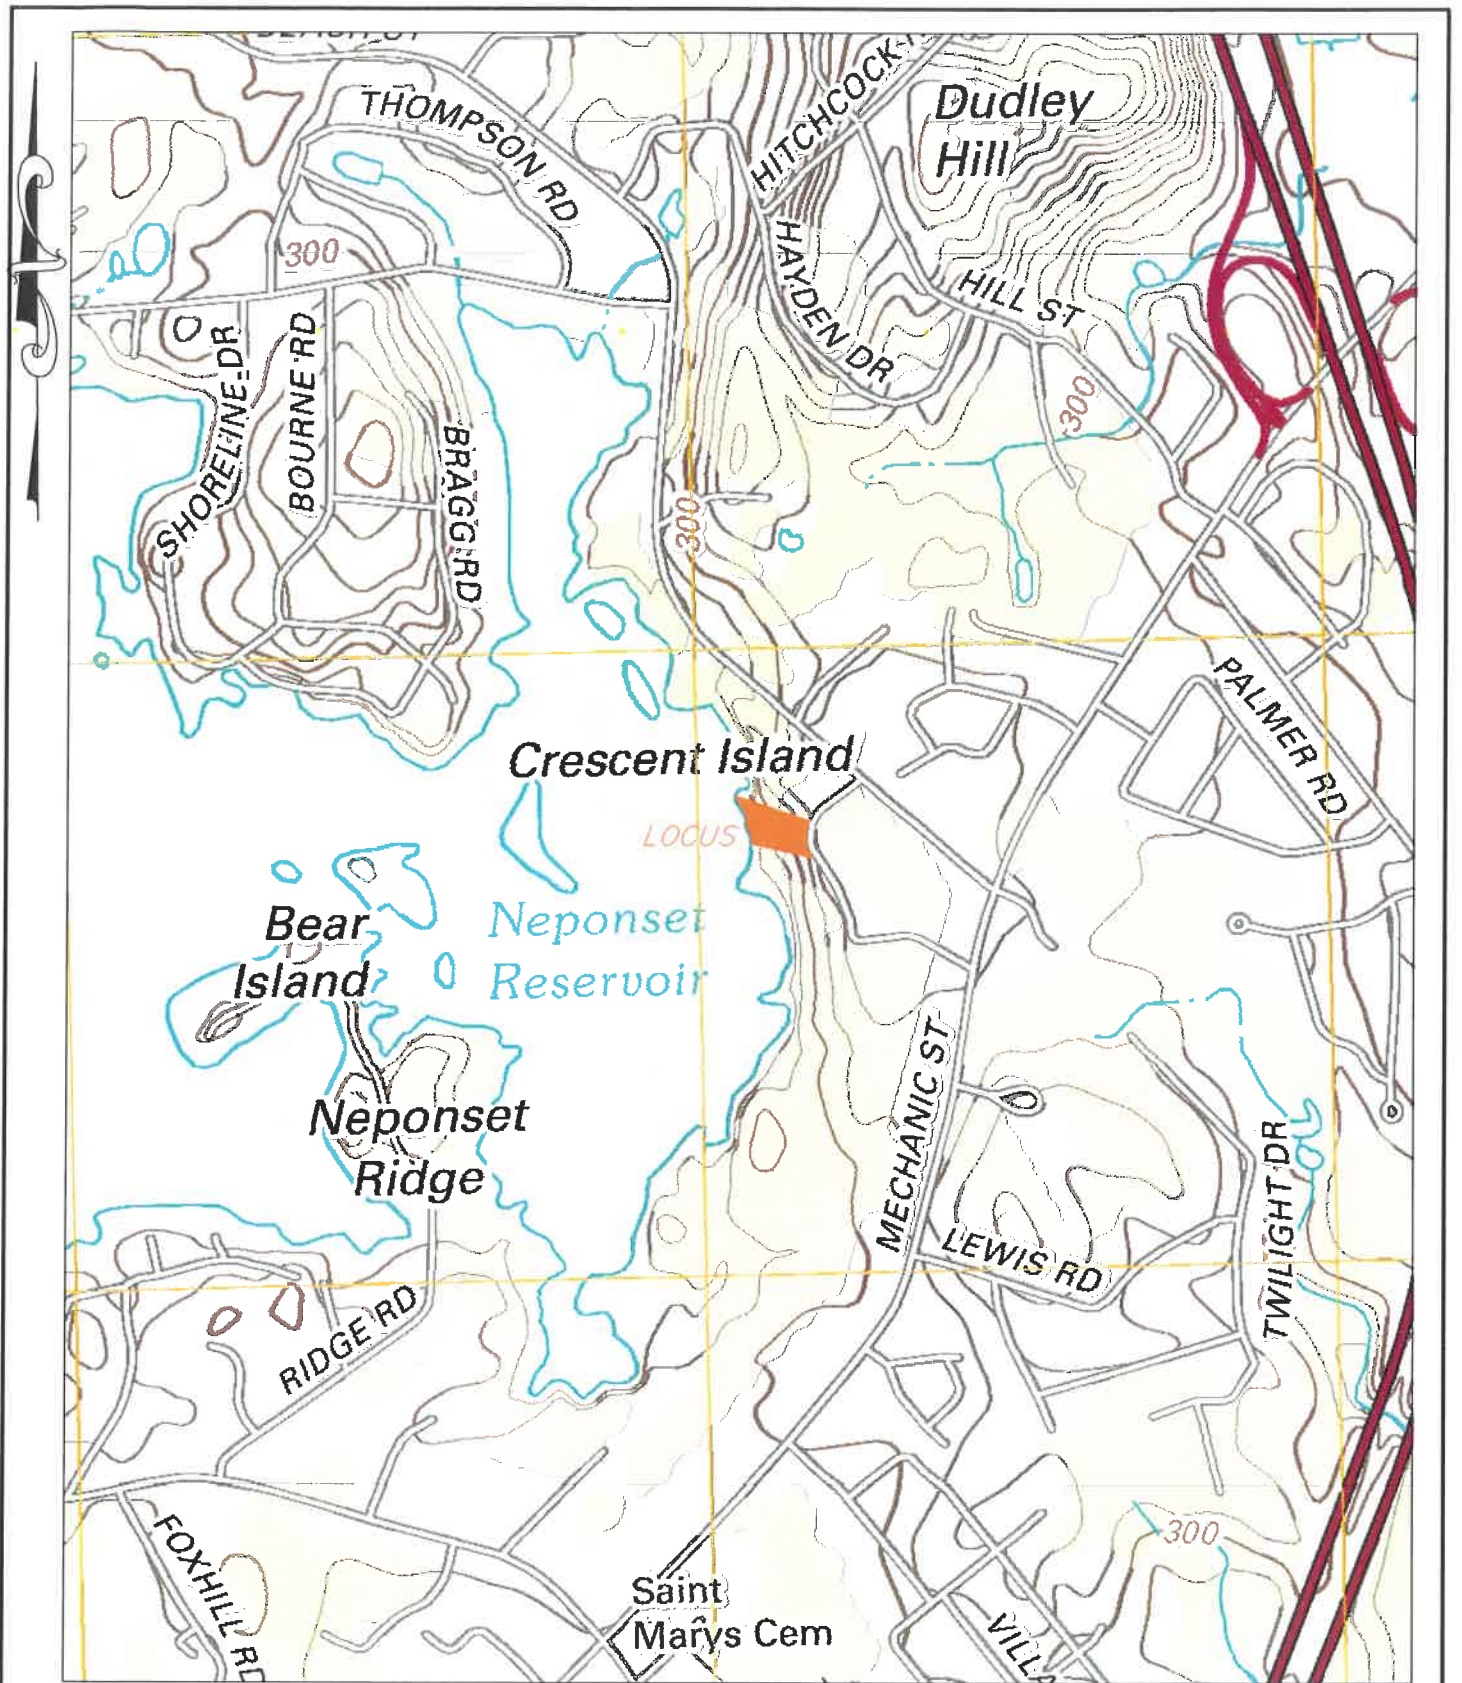 THOMPSON RD
HITCHCOCK
Dudley
Hill
300
HAYDEN DR
HILL ST
SHORELINE DR
BOURNE RD
BRAGG RD
300
300
PALMER RD
Crescent Island
LOCUS
Bear
Island
Neponset
Reservoir
Neponset
Ridge
MECHANIC ST
LEWIS RD
TWILIGHT DR
RIDGE RD
FOXHILL RD
300
Saint
Marys Cem
VILLA